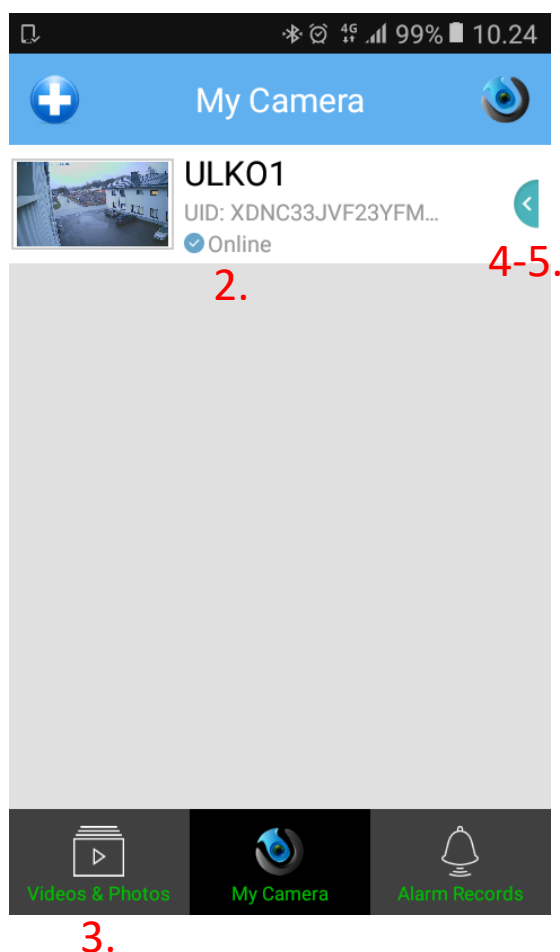 99% 10.24
4G
My Camera
ULKO1
UID: XDNC33JVF23YFM...
Online
4-5.
2.
Videos & Photos
My Camera
Alarm Records
3.